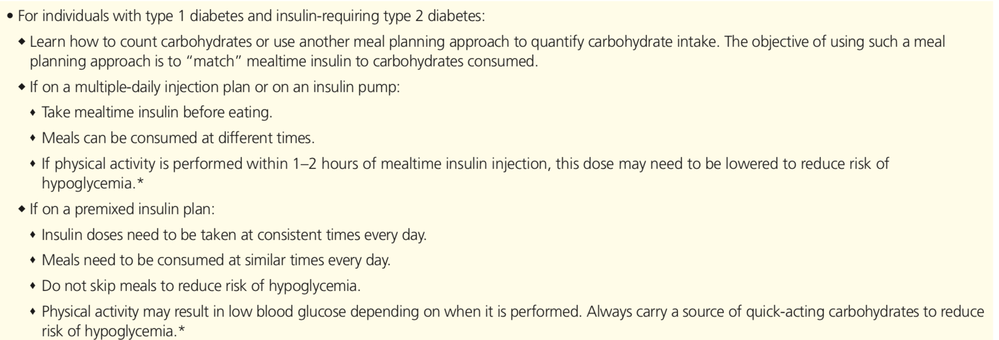 • For individuals with type 1 diabetes and insulin-requiring type 2 diabetes:
◆ Learn how to count carbohydrates or use another meal planning approach to quantify carbohydrate intake. The objective of using such a meal
planning approach is to “match” mealtime insulin to carbohydrates consumed.
◆ If on a multiple-daily injection plan or on an insulin pump:
♦ Take mealtime insulin before eating.
♦ Meals can be consumed at different times.
♦ If physical activity is performed within 1–2 hours of mealtime insulin injection, this dose may need to be lowered to reduce risk of
hypoglycemia.*
◆ If on a premixed insulin plan:
♦ Insulin doses need to be taken at consistent times every day.
♦ Meals need to be consumed at similar times every day.
♦ Do not skip meals to reduce risk of hypoglycemia.
♦ Physical activity may result in low blood glucose depending on when it is performed. Always carry a source of quick-acting carbohydrates to reduce
risk of hypoglycemia.*